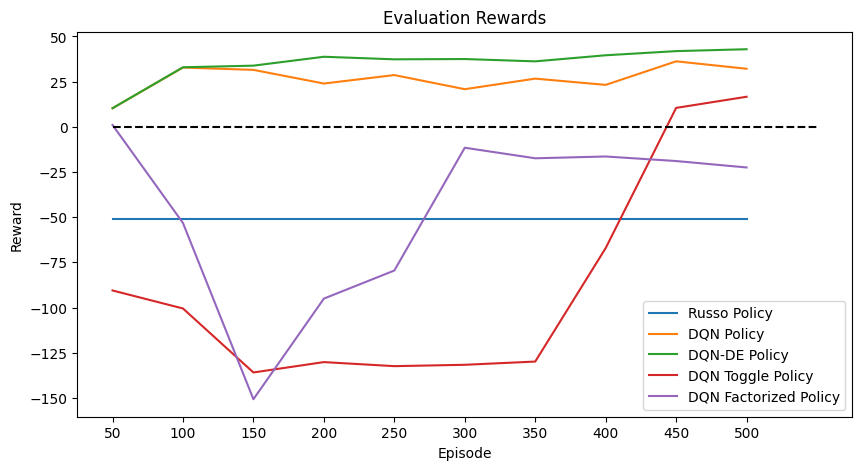 Evaluation Rewards
Reward
50
25
0
−25
−50
−75
−100
−125
−150
50 100 150 200 250 300 350 400 450 500
Episode
Russo Policy
DQN Policy
DQN-DE Policy
DQN Toggle Policy
DQN Factorized Policy